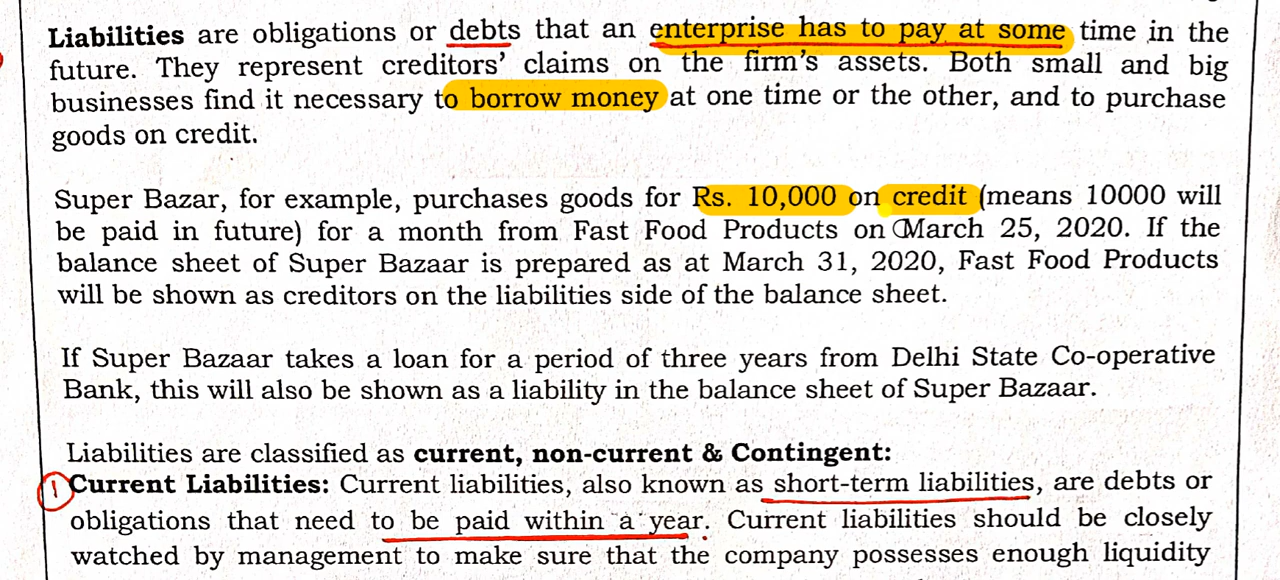 Liabilities are obligations or debts that an enterprise has to pay at some time in the
future. They represent creditors' claims on the firm's assets. Both small and big
businesses find it necessary to borrow money at one time or the other, and to purchase
goods on credit.
Super Bazar, for example, purchases goods for Rs. 10,000 on credit (means 10000 will
be paid in future) for a month from Fast Food Products on March 25, 2020. If the
balance sheet of Super Bazaar is prepared as at March 31, 2020, Fast Food Products
will be shown as creditors on the liabilities side of the balance sheet.
If Super Bazaar takes a loan for a period of three years from Delhi State Co-operative
Bank, this will also be shown as a liability in the balance sheet of Super Bazaar.
Liabilities are classified as current, non-current & Contingent:
1 Current Liabilities: Current liabilities, also known as short-term liabilities, are debts or
obligations that need to be paid within a year. Current liabilities should be closely
watched by management to make sure that the company possesses enough liquidity